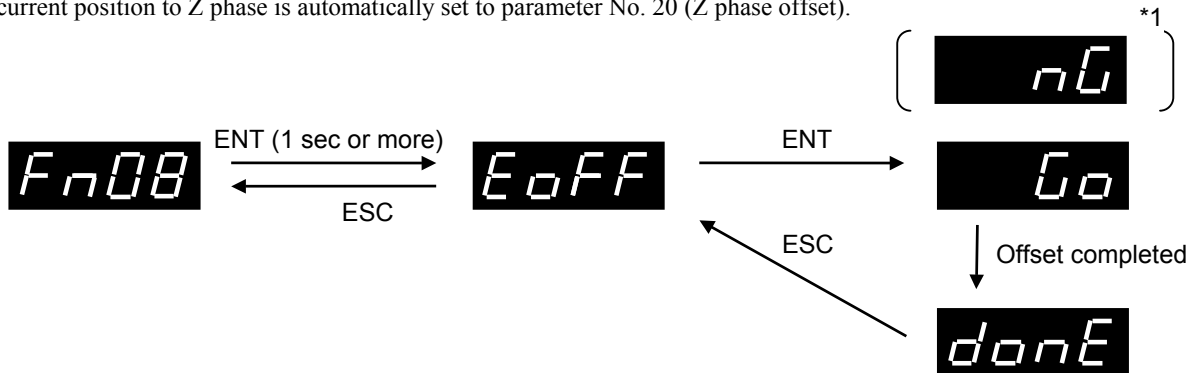 current position to Z phase is automatically set to parameter No. 20 (Z phase offset).
*1
nG
ENT (1 sec or more)
ENT
Fn08
EoFF
Go
ESC
ESC
Offset completed
donE